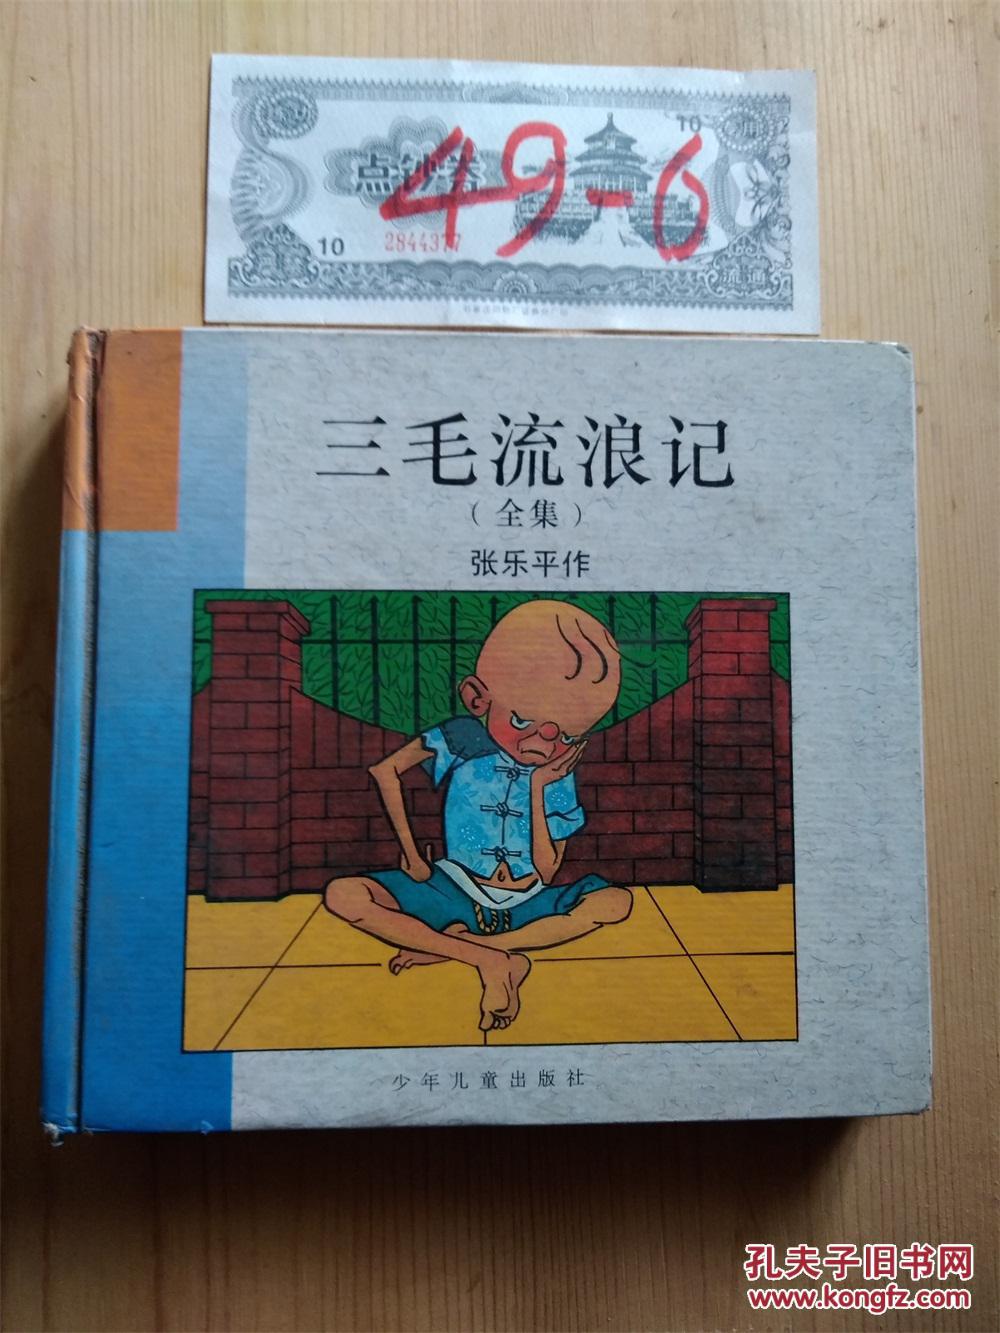 10
点钞券
49-6
10
2844377
流通
三毛流浪记
（全集）
张乐平作
少年儿童出版社
孔夫子旧书网
www.kongfz.com